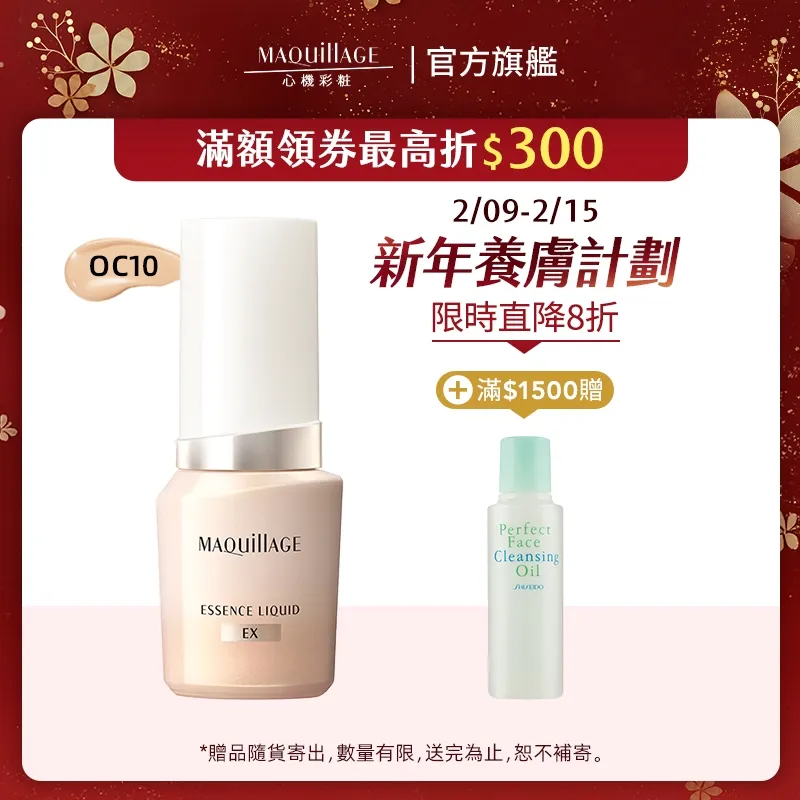 MAQuillAGE
心機彩粧
官方旗艦
滿額領券最高折$300
2/09-2/15
新年養膚計劃
限時直降8折
+滿$1500贈
OC10
MAQuillAGE
ESSENCE LIQUID
EX
Perfect
Face
Cleansing
Oil
SHISEIDO
*贈品隨貨寄出,數量有限,送完為止,恕不補寄。